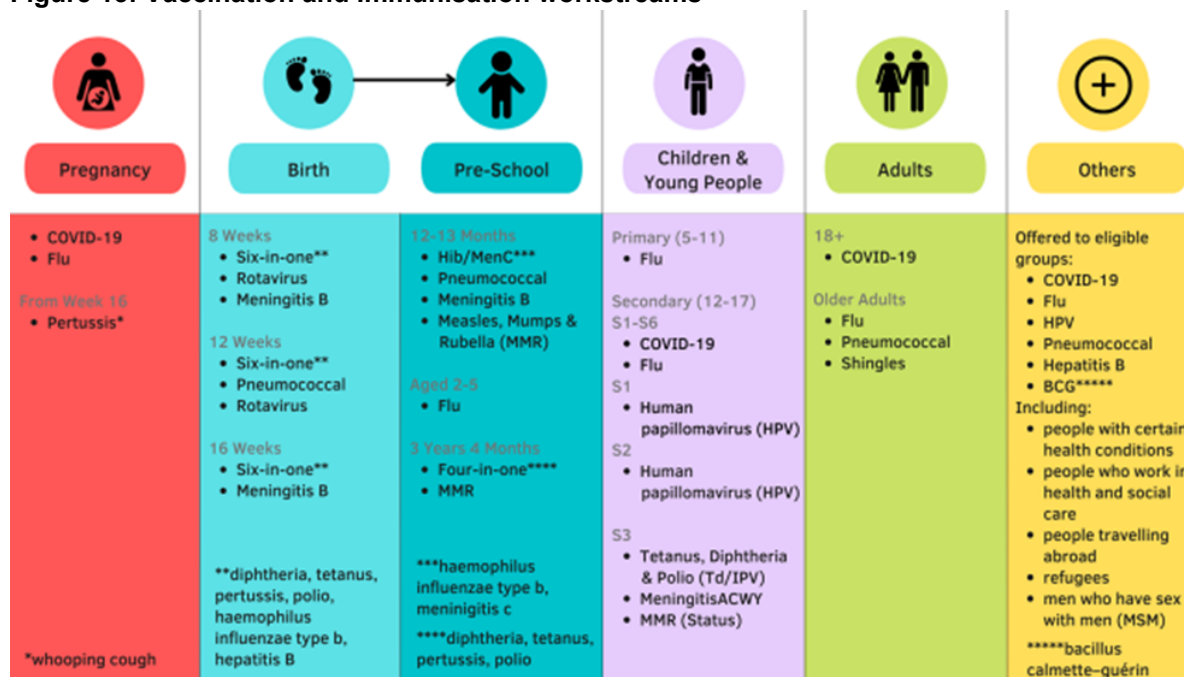 Figure 10: Vaccination and immunisation workstreams
Pregnancy
Birth
Pre-School
Children &
Young People
Adults
Others
• COVID-19
• Flu
From Week 16
• Pertussis*
*whooping cough
8 Weeks
• Six-in-one**
• Rotavirus
• Meningitis B
12 Weeks
• Six-in-one**
• Pneumococcal
• Rotavirus
16 Weeks
• Six-in-one**
• Meningitis B
**diphtheria, tetanus,
pertussis, polio,
haemophilus
influenzae type b,
hepatitis B
12-13 Months
• Hib/MenC***
• Pneumococcal
• Meningitis B
• Measles, Mumps &
Rubella (MMR)
Aged 2-5
• Flu
3 Years 4 Months
• Four-in-one****
• MMR
***haemophilus
influenzae type b,
meninigitis c
****diphtheria, tetanus,
pertussis, polio
Primary (5-11)
• Flu
Secondary (12-17)
S1-S6
• COVID-19
• Flu
S1
• Human
papillomavirus (HPV)
S2
• Human
papillomavirus (HPV)
S3
• Tetanus, Diphtheria
& Polio (Td/IPV)
• MeningitisACWY
• MMR (Status)
18+
• COVID-19
Older Adults
• Flu
• Pneumococcal
• Shingles
Offered to eligible
groups:
• COVID-19
• Flu
• HPV
• Pneumococcal
• Hepatitis B
• BCG*****
Including:
• people with certain
health conditions
• people who work in
health and social
care
• people travelling
abroad
• refugees
• men who have sex
with men (MSM)
*****bacillus
calmette–guérin